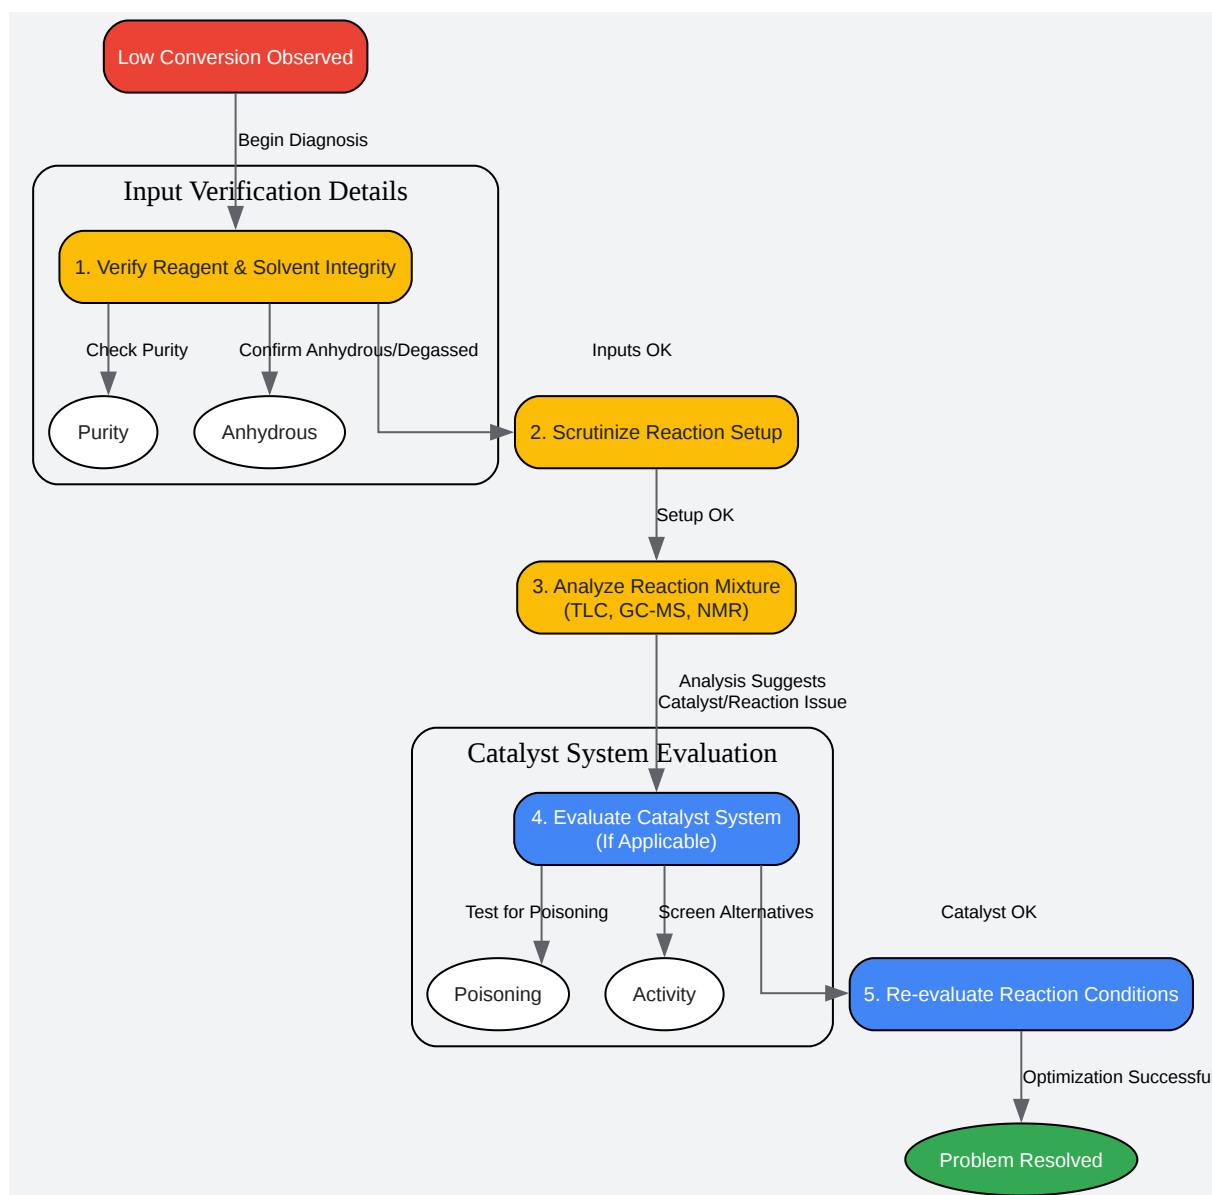 Low Conversion Observed
Begin Diagnosis
Input Verification Details
1. Verify Reagent & Solvent Integrity
Check Purity
Confirm Anhydrous/Degassed
Inputs OK
Purity
Anhydrous
2. Scrutinize Reaction Setup
Setup OK
3. Analyze Reaction Mixture
(TLC, GC-MS, NMR)
Analysis Suggests
Catalyst/Reaction Issue
Catalyst System Evaluation
4. Evaluate Catalyst System
(If Applicable)
Test for Poisoning
Screen Alternatives
Catalyst OK
Poisoning
Activity
5. Re-evaluate Reaction Conditions
Optimization Successfu
Problem Resolved